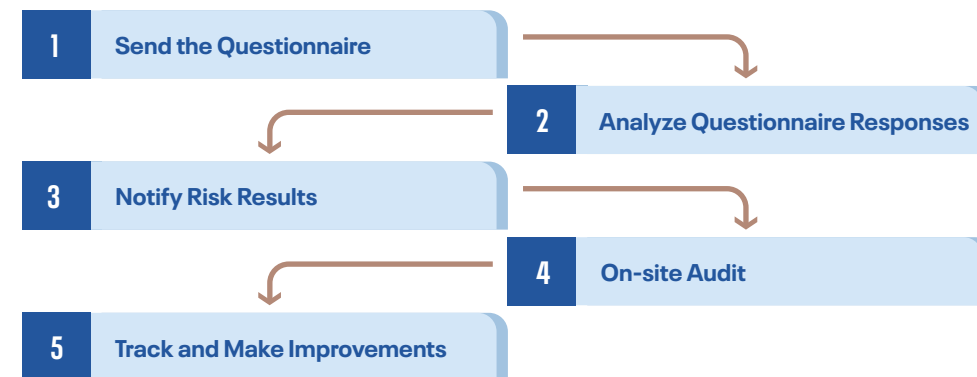 1 Send the Questionnaire
2 Analyze Questionnaire Responses
3 Notify Risk Results
4 On-site Audit
5 Track and Make Improvements